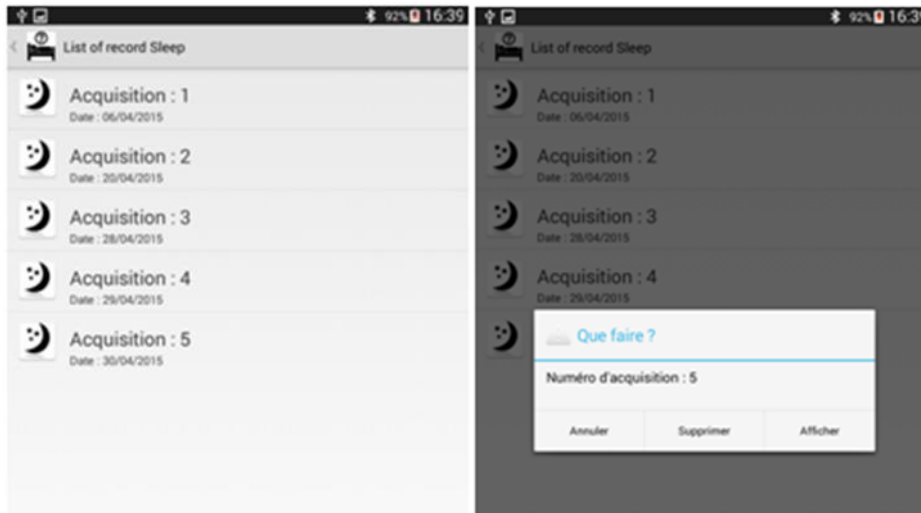 92% 16:39
List of record Sleep
Acquisition : 1
Date : 06/04/2015
Acquisition : 2
Date : 20/04/2015
Acquisition : 3
Date : 28/04/2015
Acquisition : 4
Date : 29/04/2015
Acquisition : 5
Date : 30/04/2015
92% 16:39
List of record Sleep
Acquisition : 1
Date : 06/04/2015
Acquisition : 2
Date : 20/04/2015
Acquisition : 3
Date : 28/04/2015
Acquisition : 4
Date : 29/04/2015
Que faire ?
Numéro d'acquisition : 5
Annuler Supprimer Afficher